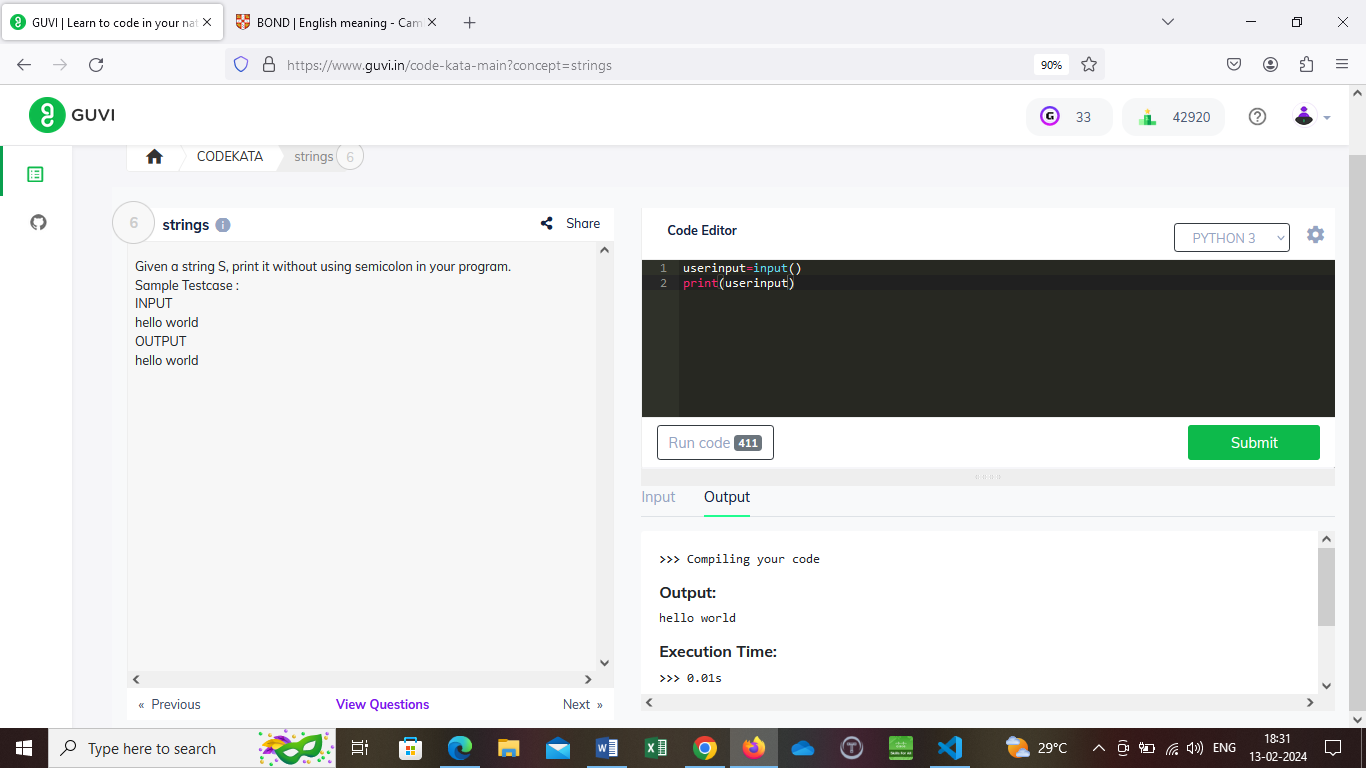 GUVI | Learn to code in your nat
BOND | English meaning - Cam
https://www.guvi.in/code-kata-main?concept=strings
90%
GUVI
G 33
42920
CODEKATA
strings 6
6 strings
Share
Given a string S, print it without using semicolon in your program.
Sample Testcase :
INPUT
hello world
OUTPUT
hello world
« Previous
View Questions
Next »
Code Editor
PYTHON 3
1 userinput=input()
2 print(userinput)
Run code 411
Submit
Input
Output
>>> Compiling your code
Output:
hello world
Execution Time:
>>> 0.01s
Type here to search
29°C
ENG
18:31
13-02-2024